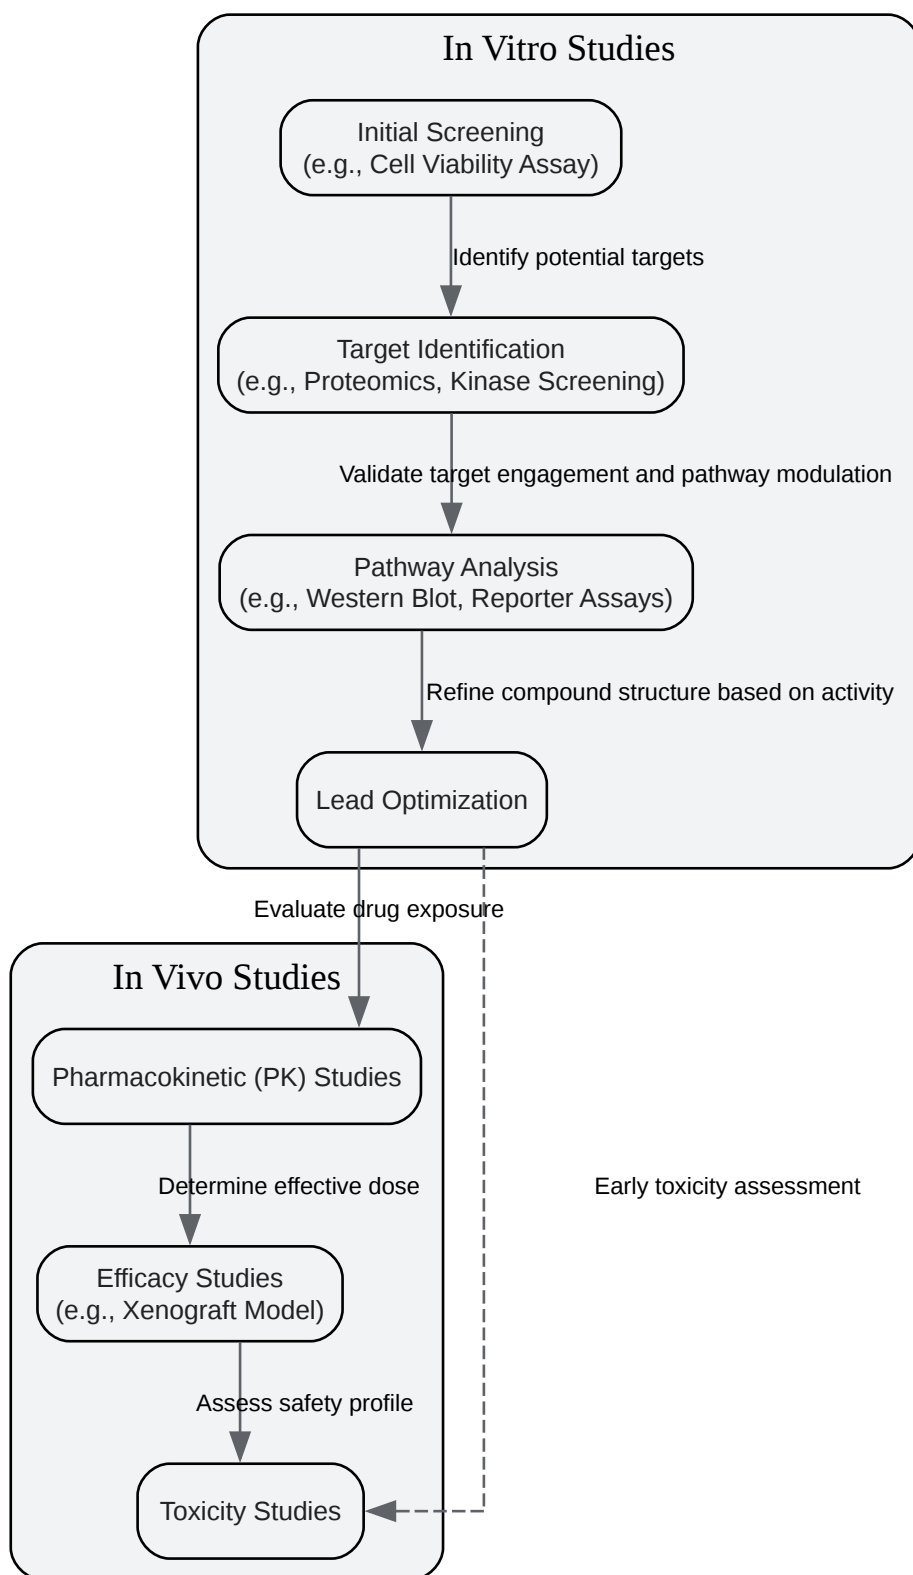 In Vitro Studies
Initial Screening
(e.g., Cell Viability Assay)
Identify potential targets
Target Identification
(e.g., Proteomics, Kinase Screening)
Validate target engagement and pathway modulation
Pathway Analysis
(e.g., Western Blot, Reporter Assays)
Refine compound structure based on activity
Lead Optimization
Evaluate drug exposure
In Vivo Studies
Pharmacokinetic (PK) Studies
Determine effective dose
Early toxicity assessment
Efficacy Studies
(e.g., Xenograft Model)
Assess safety profile
Toxicity Studies